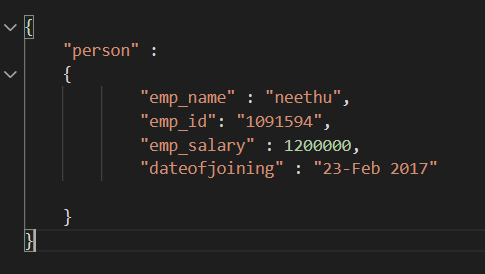 {
"person" :
{
"emp_name" : "neethu",
"emp_id": "1091594",
"emp_salary" : 1200000,
"dateofjoining" : "23-Feb 2017"
}
}